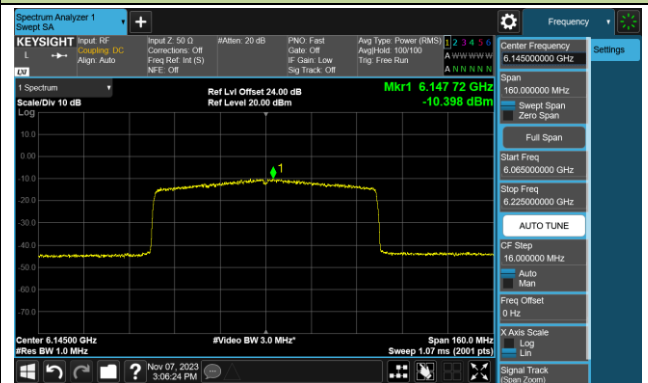 Spectrum Analyzer 1
Swept SA
Frequency
KEYSIGHT
Input: RF
Coupling: DC
Align: Auto
Input Z: 50 Ω
Corrections: Off
Freq Ref: Int (S)
NFE: Off
#Atten: 20 dB
PNO: Fast
Gate: Off
IF Gain: Low
Sig Track: Off
Avg Type: Power (RMS)
Avg|Hold: 100/100
Trig: Free Run
1 2 3 4 5 6
A W W W W W
A N N N N N
L
LXI
1 Spectrum
Scale/Div 10 dB
Log
Ref Lvl Offset 24.00 dB
Ref Level 20.00 dBm
Mkr1 6.147 72 GHz
-10.398 dBm
10.0
0.00
-10.0
-20.0
-30.0
-40.0
-50.0
-60.0
-70.0
1
Center 6.14500 GHz
#Res BW 1.0 MHz
#Video BW 3.0 MHz*
Span 160.0 MHz
Sweep 1.07 ms (2001 pts)
Nov 07, 2023
3:06:24 PM
Center Frequency
6.145000000 GHz
Settings
Span
160.000000 MHz
Swept Span
Zero Span
Full Span
Start Freq
6.065000000 GHz
Stop Freq
6.225000000 GHz
AUTO TUNE
CF Step
16.000000 MHz
Auto
Man
Freq Offset
0 Hz
X Axis Scale
Log
Lin
Signal Track
(Span Zoom)